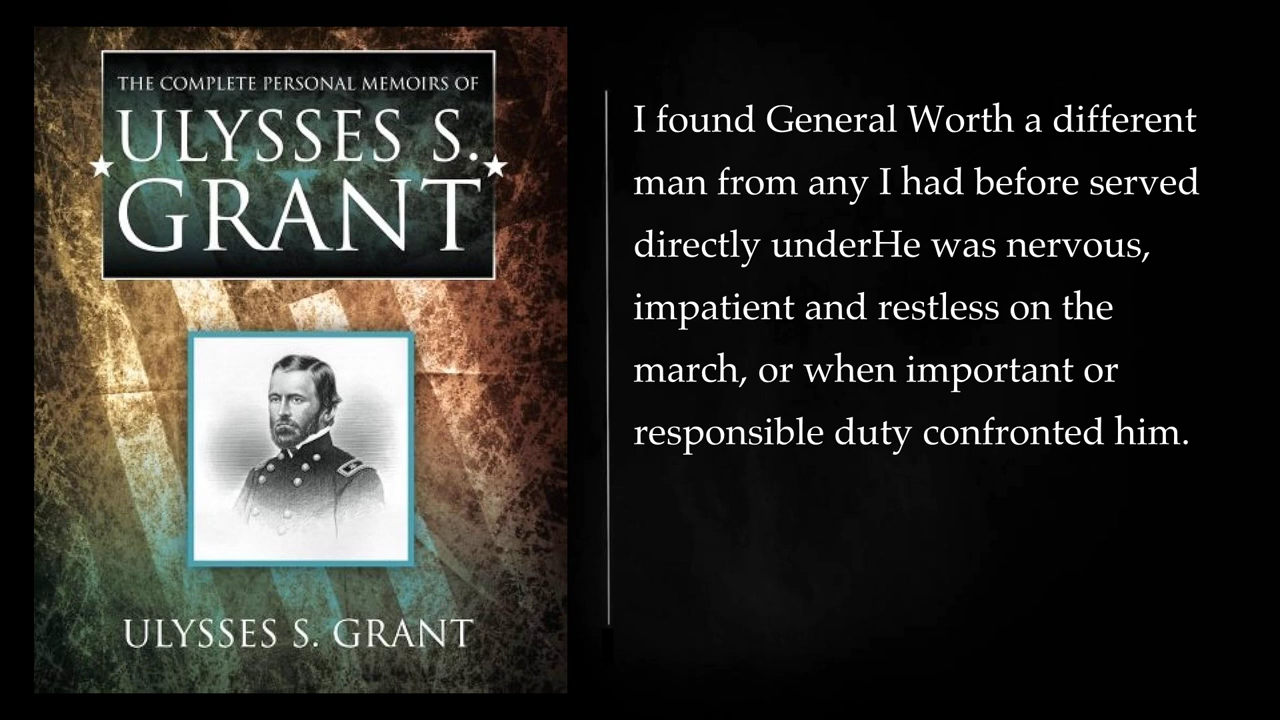 THE COMPLETE PERSONAL MEMOIRS OF
ULYSSES S.
GRANT
ULYSSES S. GRANT
I found General Worth a different
man from any I had before served
directly underHe was nervous,
impatient and restless on the
march, or when important or
responsible duty confronted him.